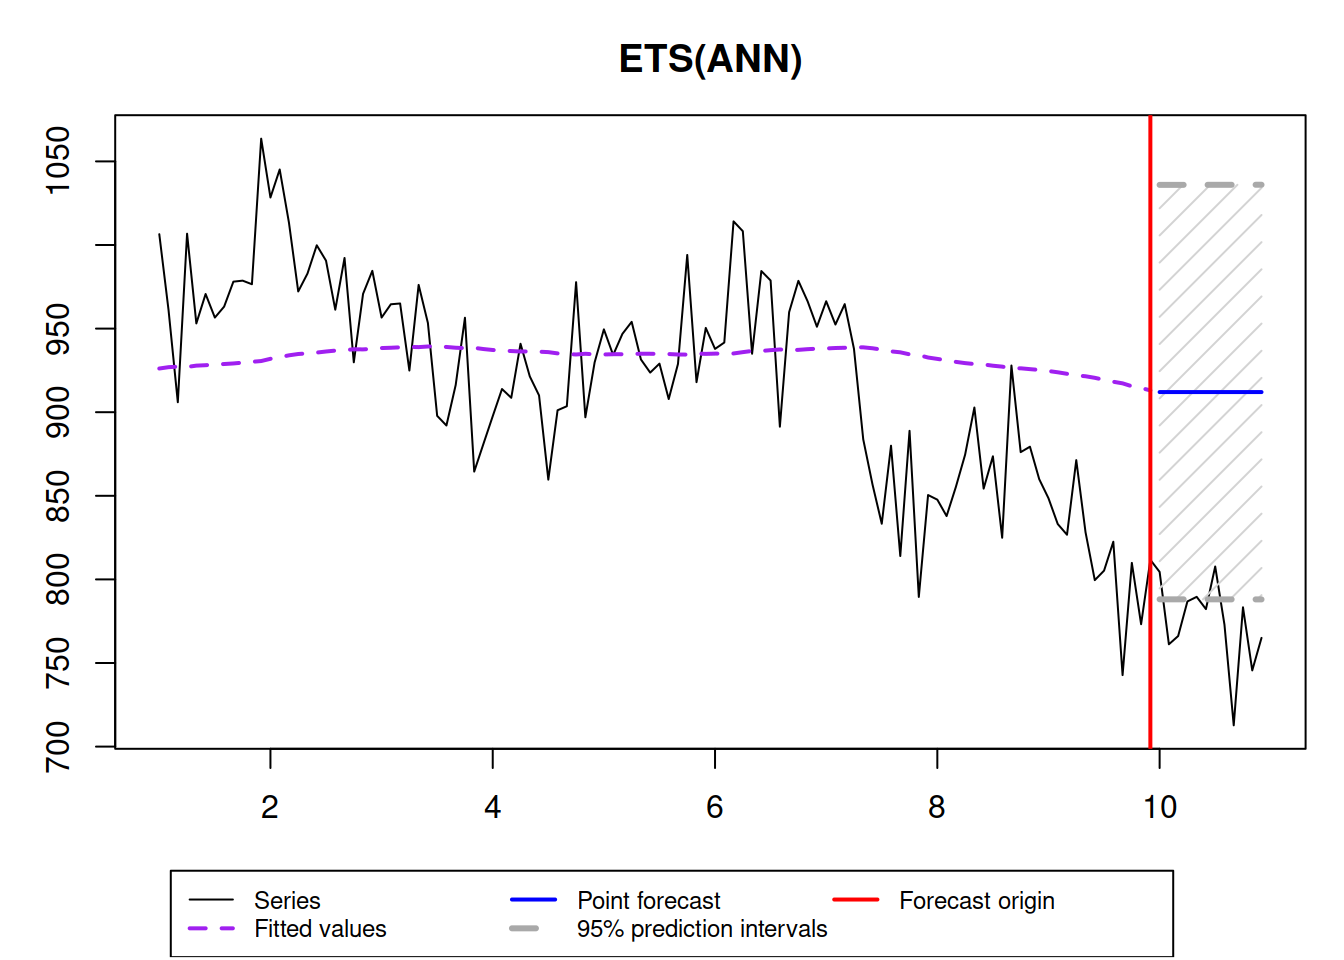 ETS(ANN)
1050
950
900
850
800
750
700
2 4 6 8 10
Series Point forecast Forecast origin
Fitted values 95% prediction intervals